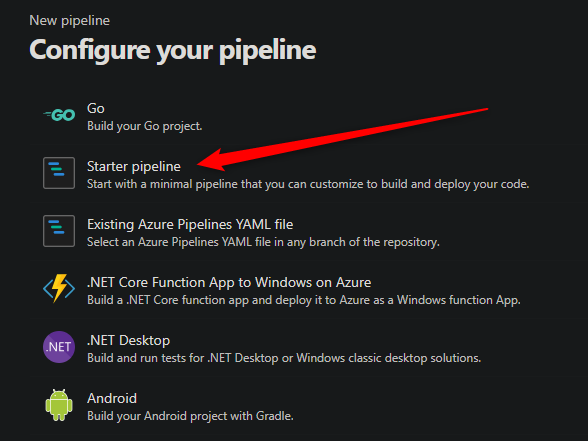 New pipeline
Configure your pipeline
GO
Go
Build your Go project.
Starter pipeline
Start with a minimal pipeline that you can customize to build and deploy your code.
Existing Azure Pipelines YAML file
Select an Azure Pipelines YAML file in any branch of the repository.
.NET Core Function App to Windows on Azure
Build a .NET Core function app and deploy it to Azure as a Windows function App.
.NET
.NET Desktop
Build and run tests for .NET Desktop or Windows classic desktop solutions.
Android
Build your Android project with Gradle.